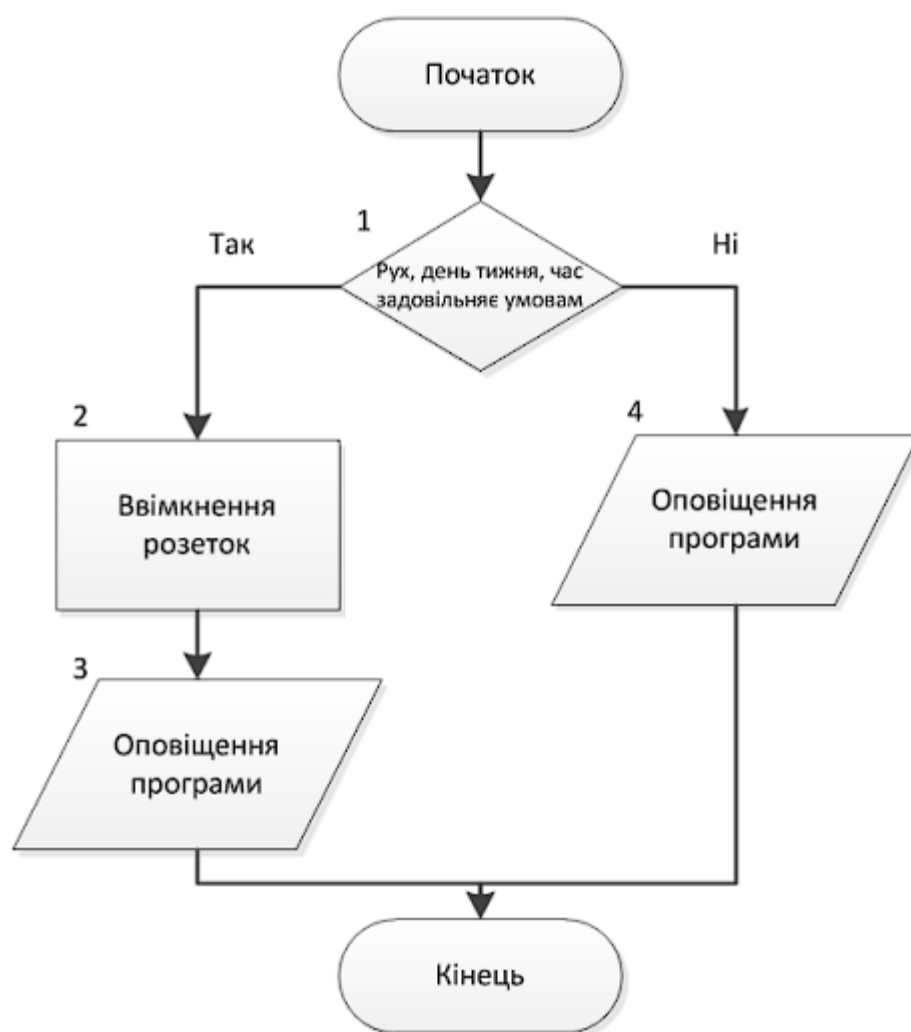 Початок
1
Так
Ні
Рух, день тижня, час
задовільняє умовам
2
4
Ввімкнення
розеток
Оповіщення
програми
3
Оповіщення
програми
Кінець